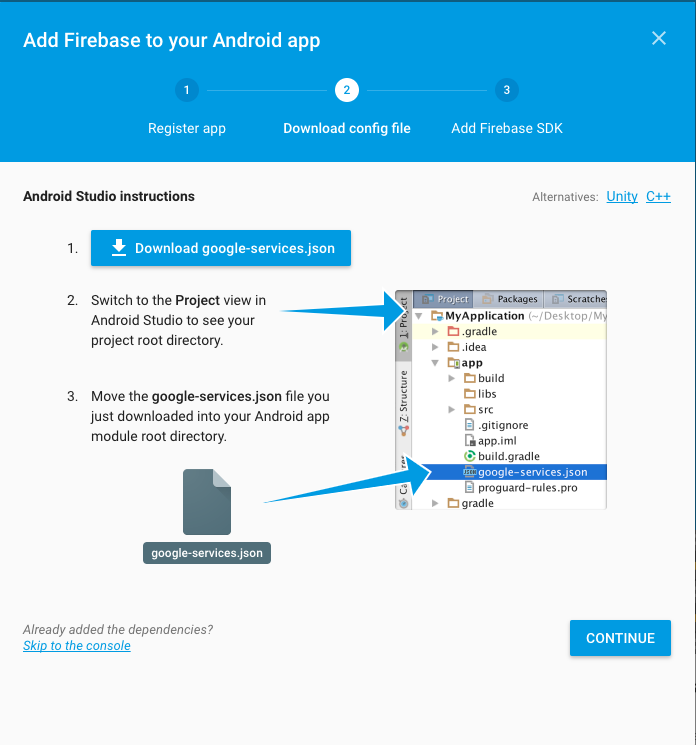 Add Firebase to your Android app
1
2
3
Register app
Download config file
Add Firebase SDK
Android Studio instructions
Alternatives: Unity C++
1. Download google-services.json
2. Switch to the Project view in
Android Studio to see your
project root directory.
3. Move the google-services.json file you
just downloaded into your Android app
module root directory.
google-services.json
Project
Packages
Scratches
1: Project
Z: Structure
MyApplication (~/Desktop/My
.gradle
.idea
app
build
libs
src
.gitignore
app.iml
build.gradle
google-services.json
proguard-rules.pro
gradle
Already added the dependencies?
Skip to the console
CONTINUE